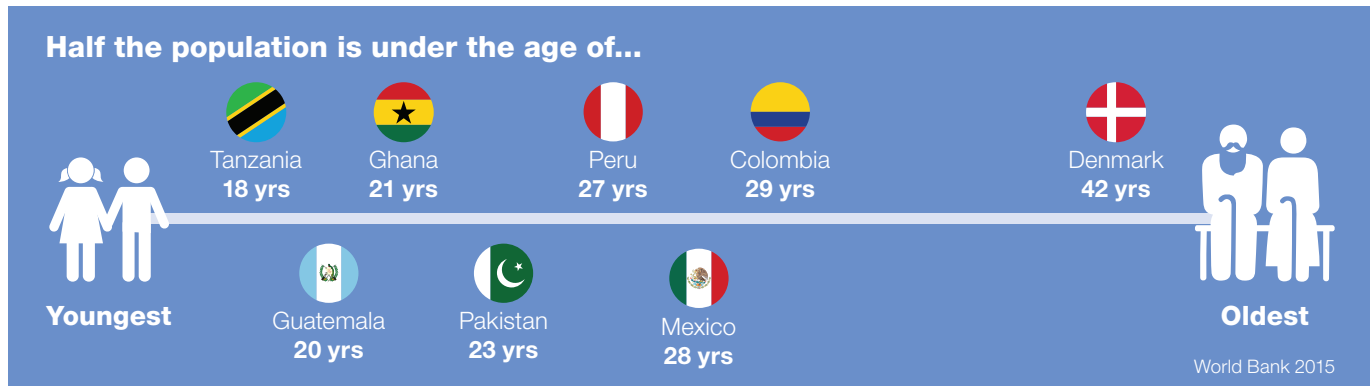 Half the population is under the age of...
Tanzania
18 yrs
Ghana
21 yrs
Peru
27 yrs
Colombia
29 yrs
Denmark
42 yrs
Youngest
Guatemala
20 yrs
Pakistan
23 yrs
Mexico
28 yrs
Oldest
World Bank 2015